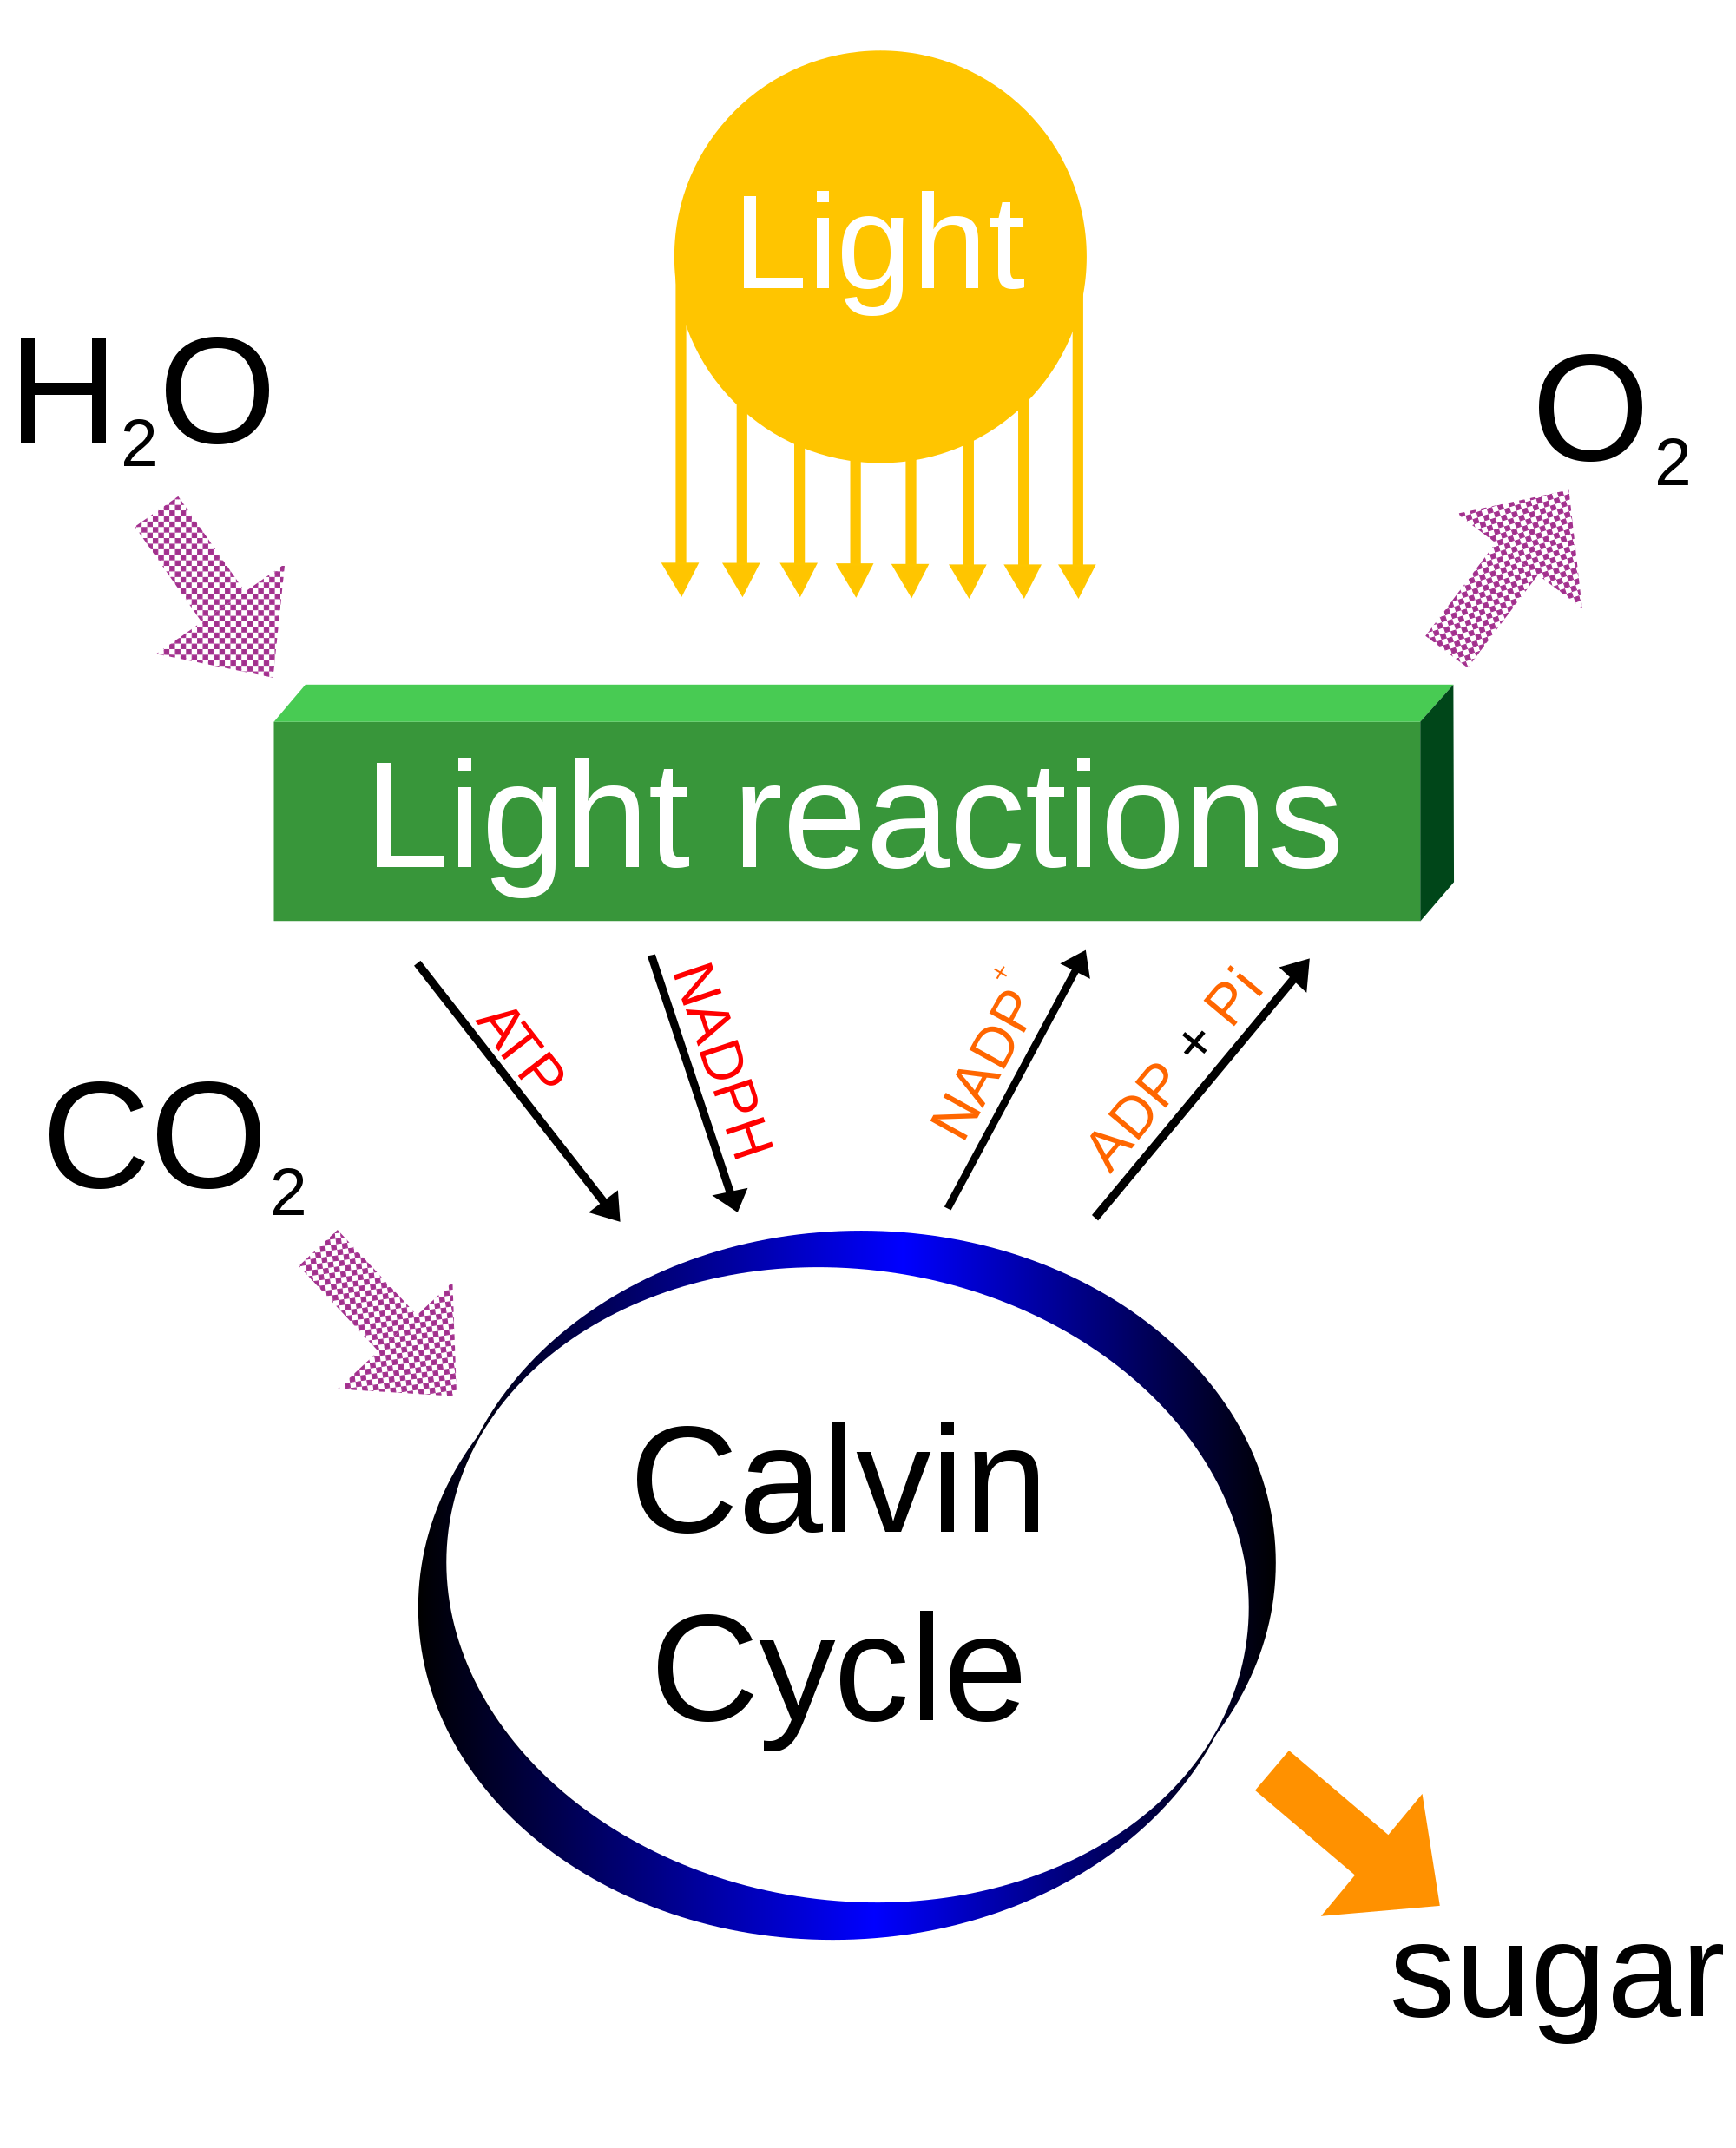 Light
H₂O
O₂
Light reactions
ATP
NADPH
NADP⁺
ADP + Pi
CO₂
Calvin
Cycle
sugar